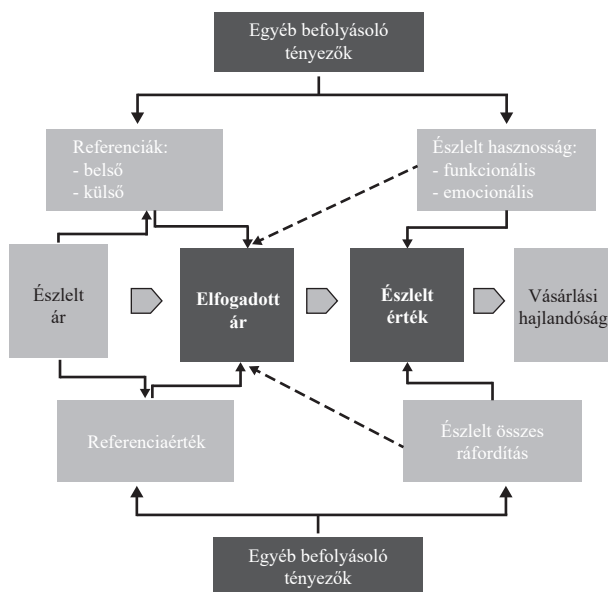 Egyéb befolyásoló
tényezők
Referenciák:
- belső
- külső
Észlelt hasznosság:
- funkcionális
- emocionális
Észlelt
ár
Elfogadott
ár
Észlelt
érték
Vásárlási
hajlandóság
Referenciaérték
Észlelt összes
ráfordítás
Egyéb befolyásoló
tényezők